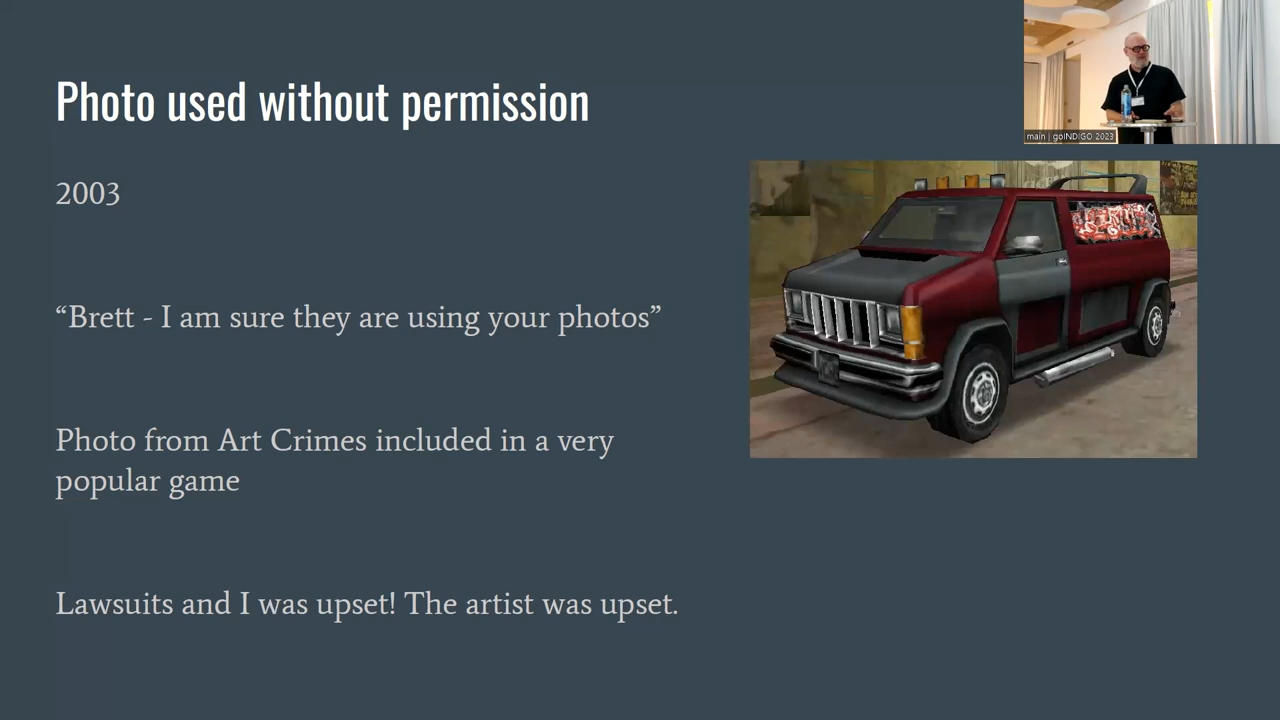 Photo used without permission
main | goINDIGO 2023
2003
“Brett - I am sure they are using your photos”
Photo from Art Crimes included in a very
popular game
Lawsuits and I was upset! The artist was upset.